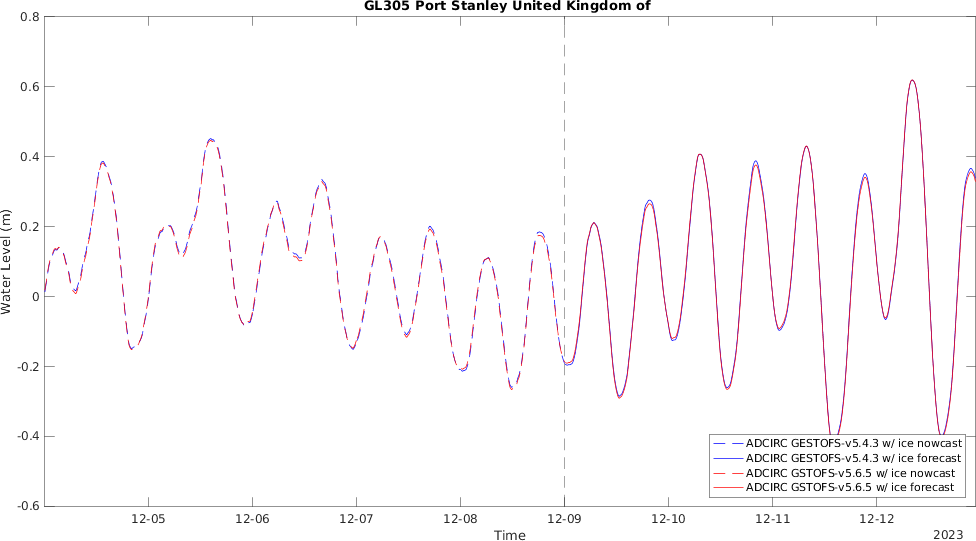 GL305 Port Stanley United Kingdom of
0.8
0.6
0.4
0.2
0
-0.2
-0.4
-0.6
Water Level (m)
12-05 12-06 12-07 12-08 12-09 12-10 12-11 12-12
Time
2023
ADCIRC GESTOFS-v5.4.3 w/ ice nowcast
ADCIRC GESTOFS-v5.4.3 w/ ice forecast
ADCIRC GSTOFS-v5.6.5 w/ ice nowcast
ADCIRC GSTOFS-v5.6.5 w/ ice forecast